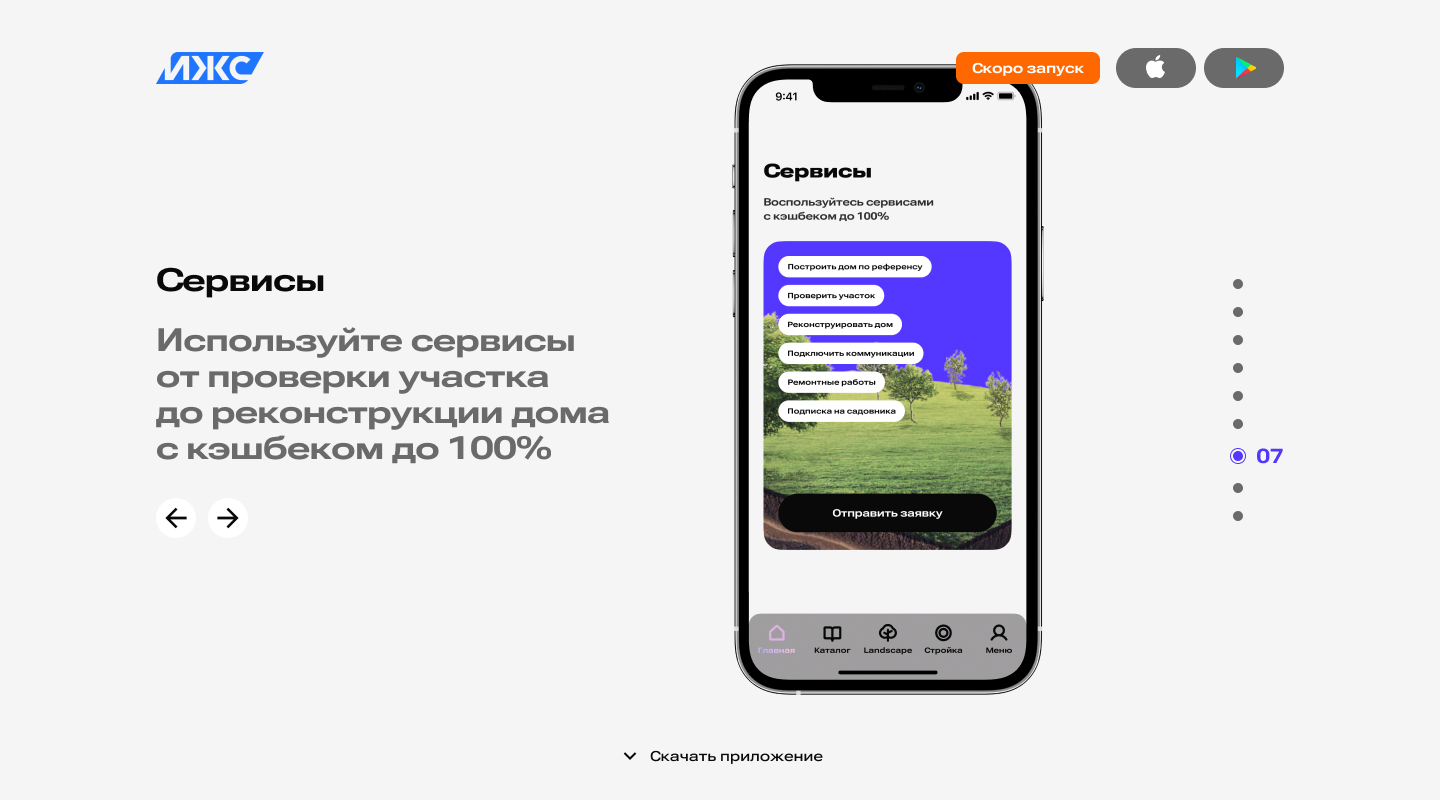 ИЖС
Скоро запуск
9:41
Сервисы
Воспользуйтесь сервисами
с кэшбеком до 100%
Построить дом по референсу
Проверить участок
Реконструировать дом
Подключить коммуникации
Ремонтные работы
Подписка на садовника
Отправить заявку
Главная
Каталог
Landscape
Стройка
Меню
Сервисы
Используйте сервисы
от проверки участка
до реконструкции дома
с кэшбеком до 100%
07
Скачать приложение